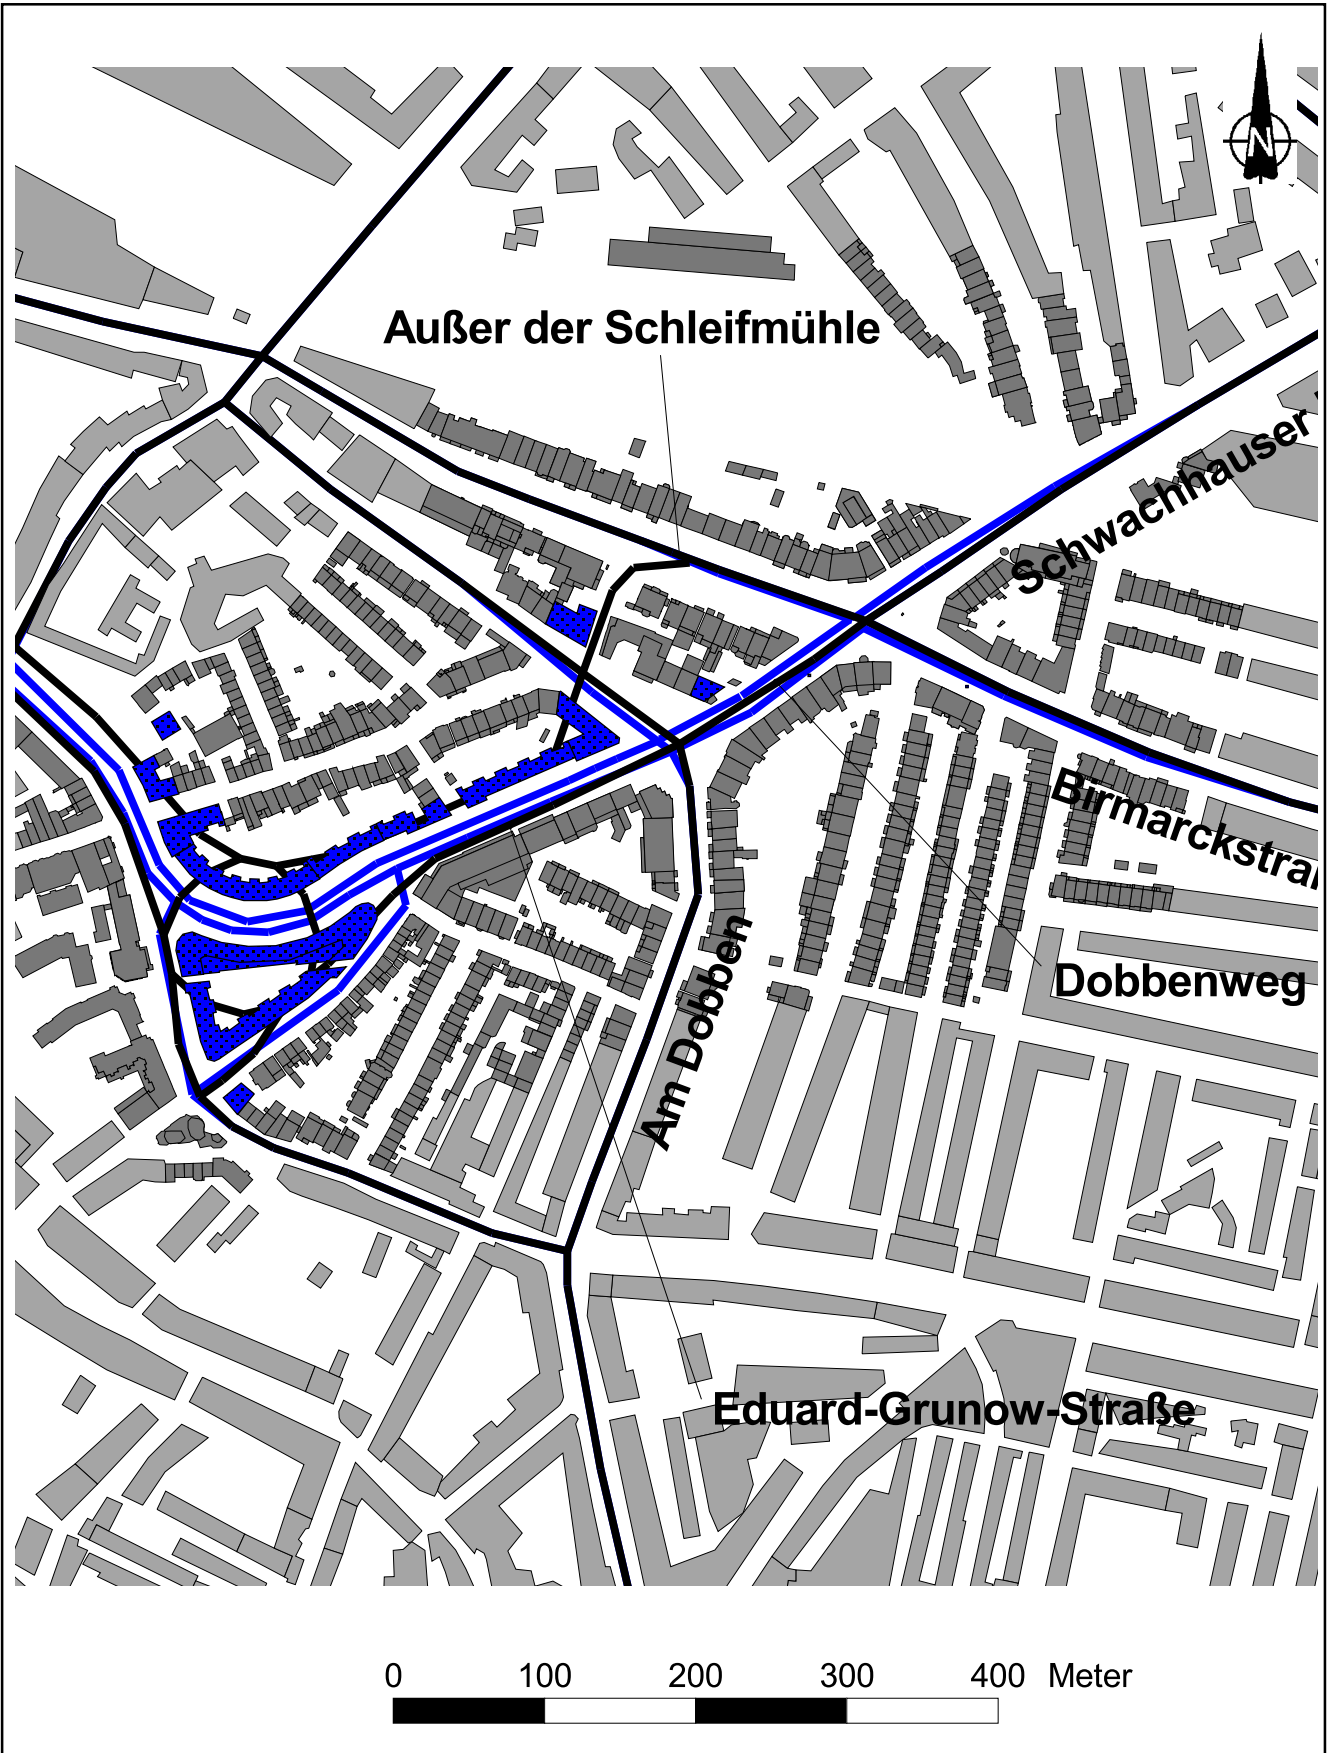 N
Außer der Schleifmühle
Schwachhauser
Birmarckstra
Dobbenweg
Am Dobben
Eduard-Grunow-Straße
0 100 200 300 400 Meter